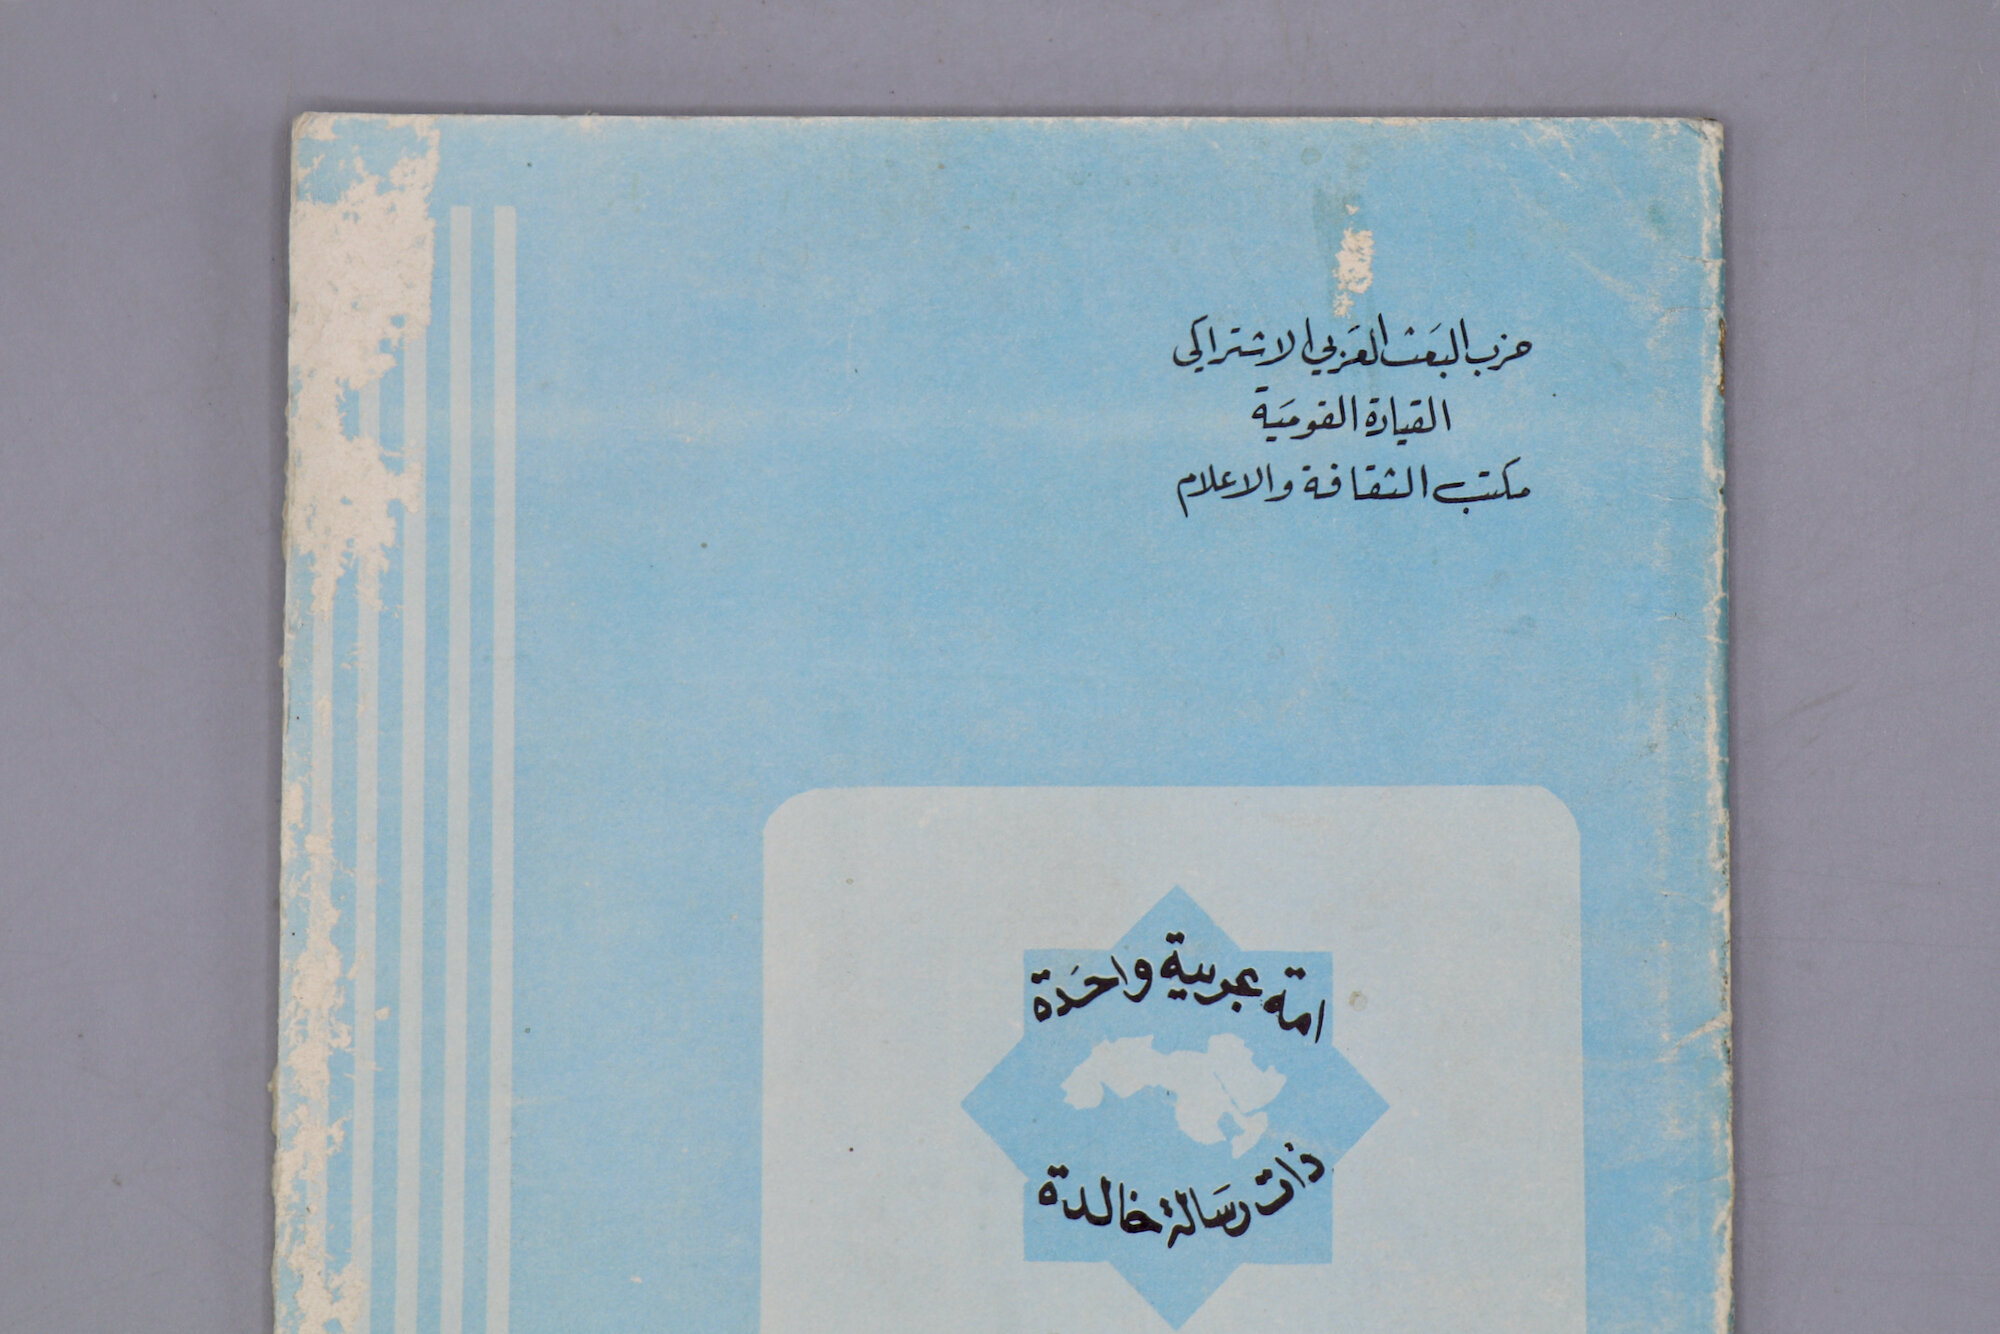 حزب البعث العربي الاشتراكي
القيادة القومية
مكتب الثقافة والاعلام
امة عربية واحدة
ذات رسالة خالدة